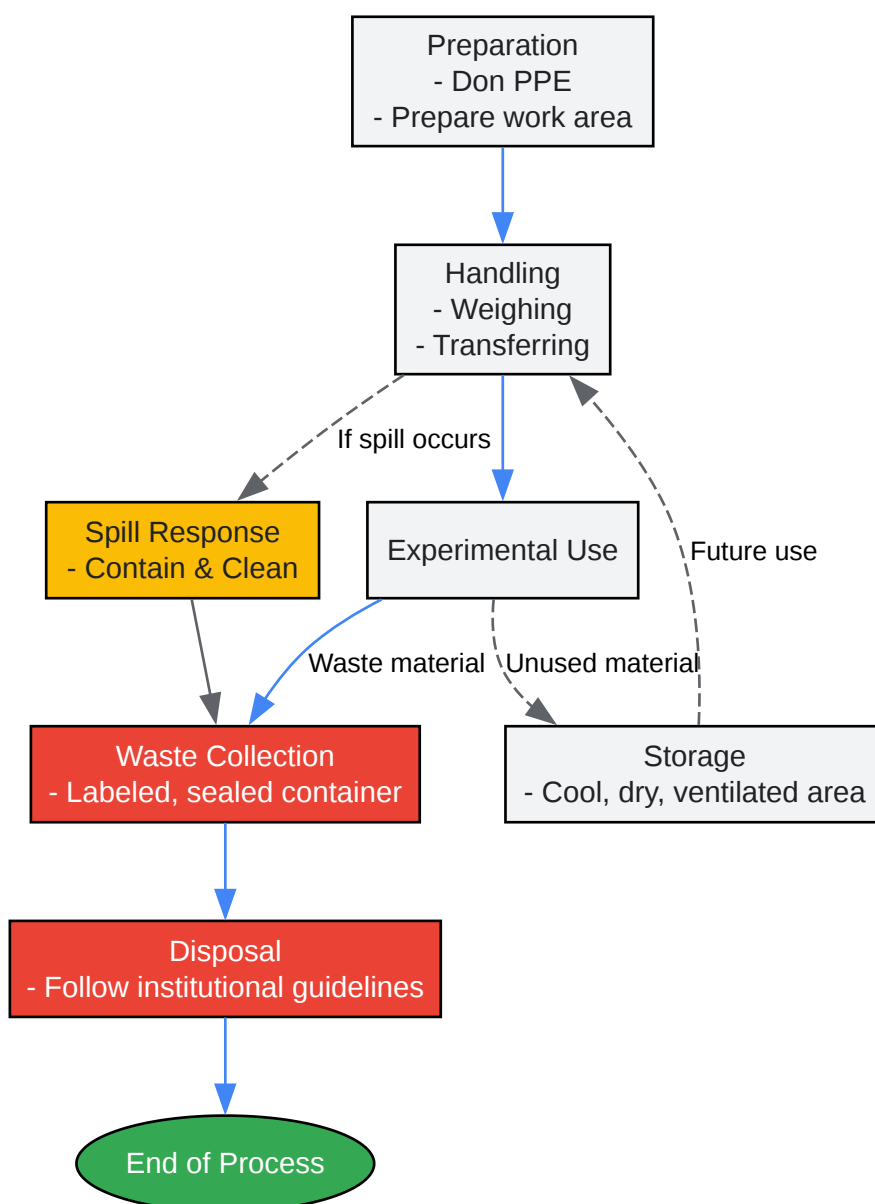 Preparation
- Don PPE
- Prepare work area
Handling
- Weighing
- Transferring
If spill occurs
Spill Response
- Contain & Clean
Experimental Use
Future use
Waste material
Unused material
Waste Collection
- Labeled, sealed container
Storage
- Cool, dry, ventilated area
Disposal
- Follow institutional guidelines
End of Process